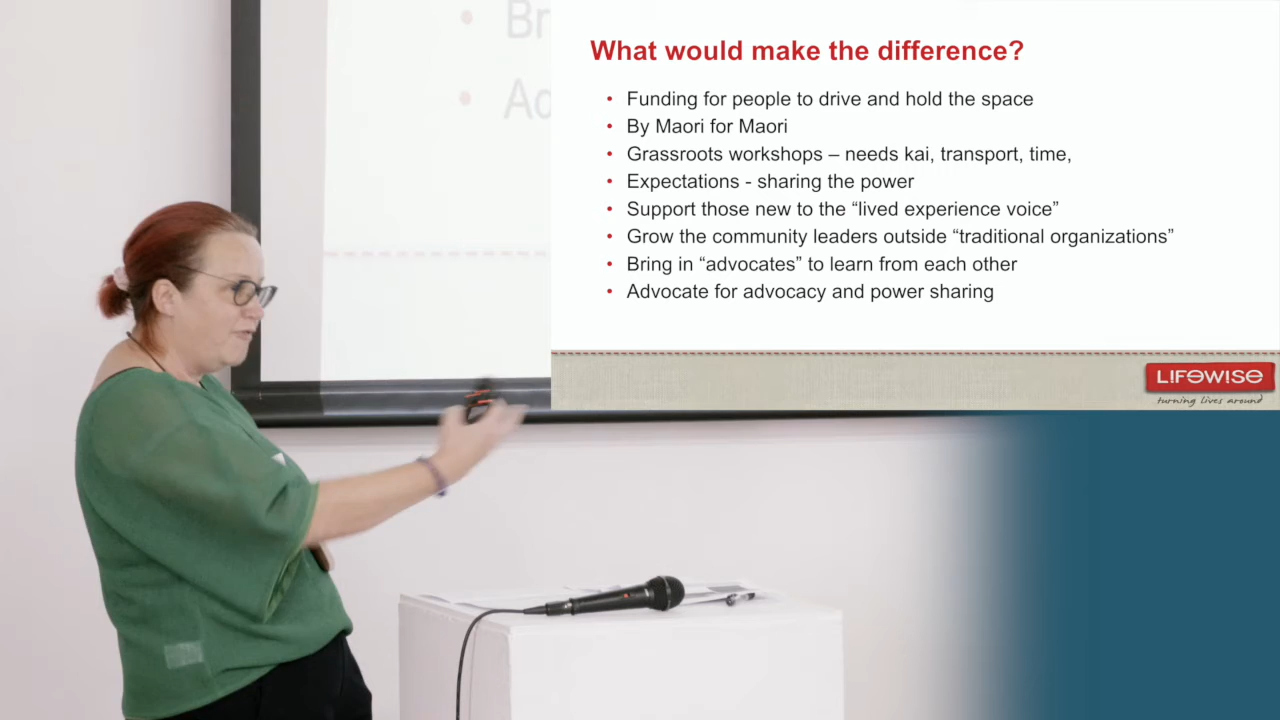 • Br
• Ad
What would make the difference?
• Funding for people to drive and hold the space
• By Maori for Maori
• Grassroots workshops – needs kai, transport, time,
• Expectations - sharing the power
• Support those new to the “lived experience voice”
• Grow the community leaders outside “traditional organizations”
• Bring in “advocates” to learn from each other
• Advocate for advocacy and power sharing
LIFEWISE
turning lives around